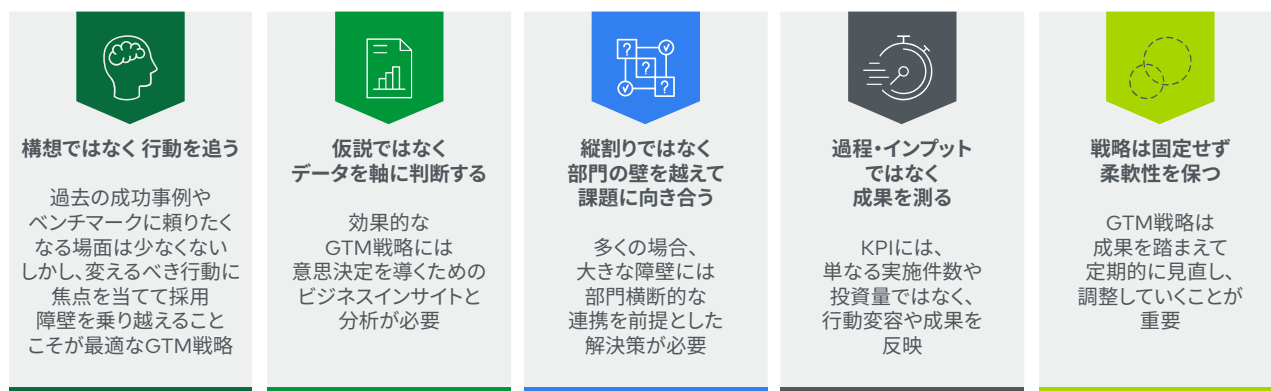 構想ではなく 行動を追う
過去の成功事例や
ベンチマークに頼りたく
なる場面は少なくない
しかし、変えるべき行動に
焦点を当てて採用
障壁を乗り越えること
こそが最適なGTM戦略
仮説ではなく
データを軸に判断する
効果的な
GTM戦略には
意思決定を導くための
ビジネスインサイトと
分析が必要
縦割りではなく
部門の壁を越えて
課題に向き合う
多くの場合、
大きな障壁には
部門横断的な
連携を前提とした
解決策が必要
過程・インプット
ではなく
成果を測る
KPIには、
単なる実施件数や
投資量ではなく、
行動変容や成果を
反映
戦略は固定せず
柔軟性を保つ
GTM戦略は
成果を踏まえて
定期的に見直し、
調整していくことが
重要